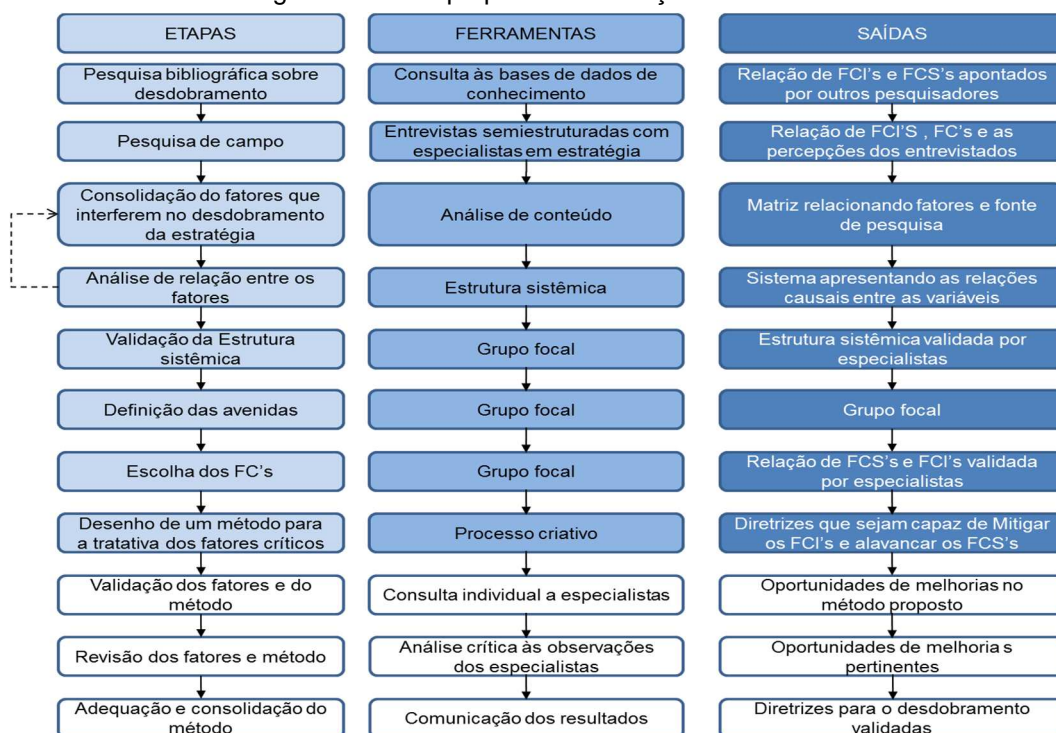 ETAPAS
FERRAMENTAS
SAÍDAS
Pesquisa bibliográfica sobre
desdobramento
Consulta às bases de dados de
conhecimento
Relação de FCI's e FCS's apontados
por outros pesquisadores
Pesquisa de campo
Entrevistas semiestruturadas com
especialistas em estratégia
Relação de FCI'S , FC's e as
percepções dos entrevistados
Consolidação do fatores que
interferem no desdobramento
da estratégia
Análise de conteúdo
Matriz relacionando fatores e fonte
de pesquisa
Análise de relação entre os
fatores
Estrutura sistêmica
Sistema apresentando as relações
causais entre as variáveis
Validação da Estrutura
sistêmica
Grupo focal
Estrutura sistêmica validada por
especialistas
Definição das avenidas
Grupo focal
Grupo focal
Escolha dos FC's
Grupo focal
Relação de FCS's e FCI's validada
por especialistas
Desenho de um método para
a tratativa dos fatores críticos
Processo criativo
Diretrizes que sejam capaz de Mitigar
os FCI's e alavancar os FCS's
Validação dos fatores e do
método
Consulta individual a especialistas
Oportunidades de melhorias no
método proposto
Revisão dos fatores e método
Análise crítica às observações
dos especialistas
Oportunidades de melhoria s
pertinentes
Adequação e consolidação do
método
Comunicação dos resultados
Diretrizes para o desdobramento
validadas